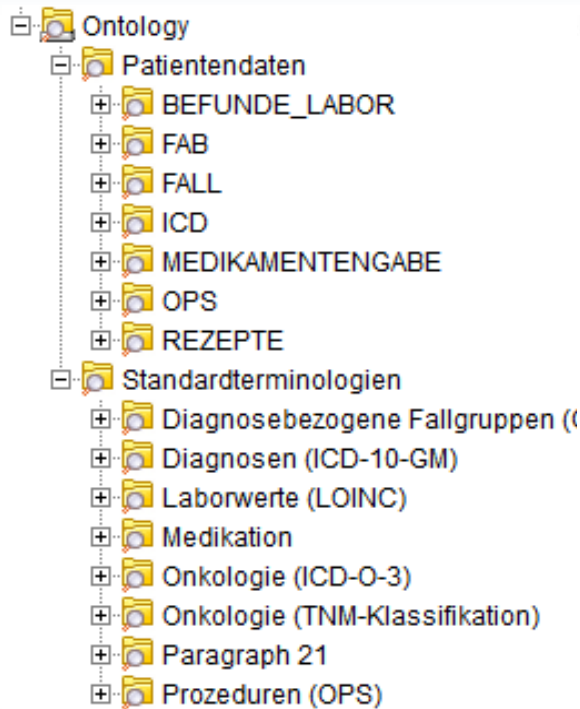 Ontology
Patientendaten
BEFUNDE_LABOR
FAB
FALL
ICD
MEDIKAMENTENGABE
OPS
REZEPTE
Standardterminologien
Diagnosebezogene Fallgruppen (
Diagnosen (ICD-10-GM)
Laborwerte (LOINC)
Medikation
Onkologie (ICD-O-3)
Onkologie (TNM-Klassifikation)
Paragraph 21
Prozeduren (OPS)